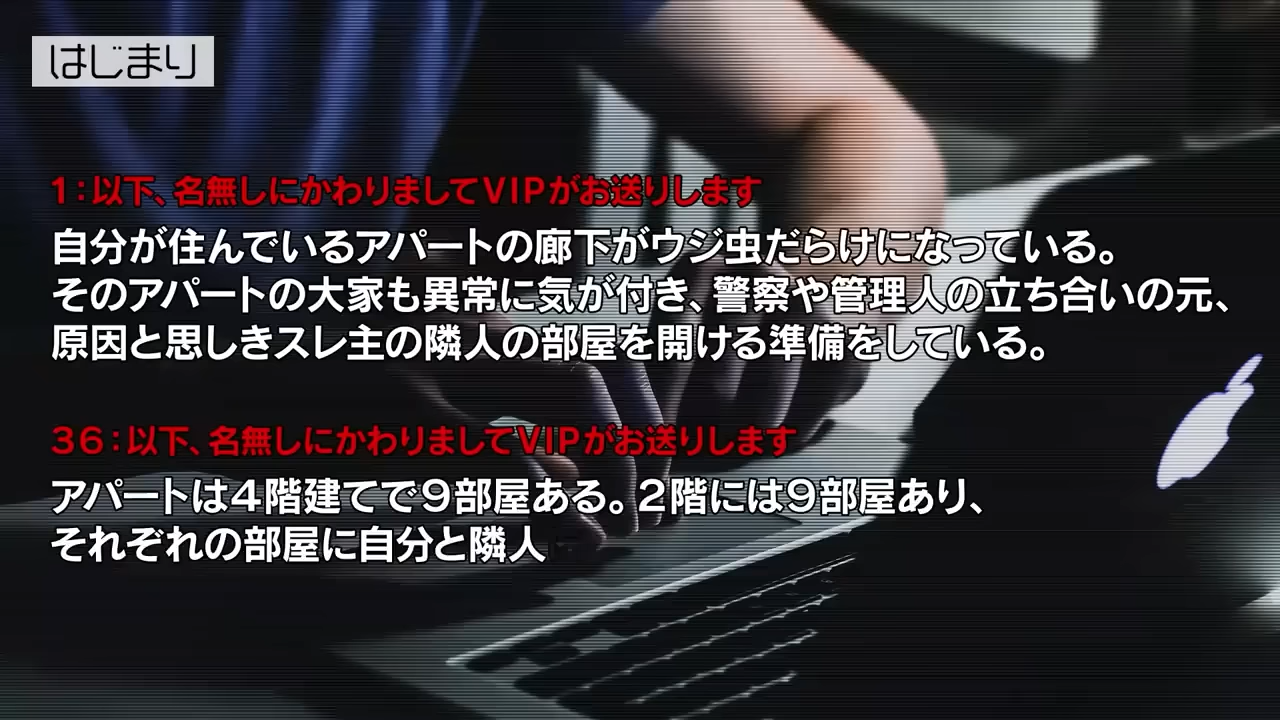 はじまり
1：以下、名無しにかわりましてVIPがお送りします
自分が住んでいるアパートの廊下がウジ虫だらけになっている。
そのアパートの大家も異常に気が付き、警察や管理人の立ち合いの元、
原因と思しきスレ主の隣人の部屋を開ける準備をしている。
36：以下、名無しにかわりましてVIPがお送りします
アパートは4階建てで9部屋ある。2階には9部屋あり、
それぞれの部屋に自分と隣人